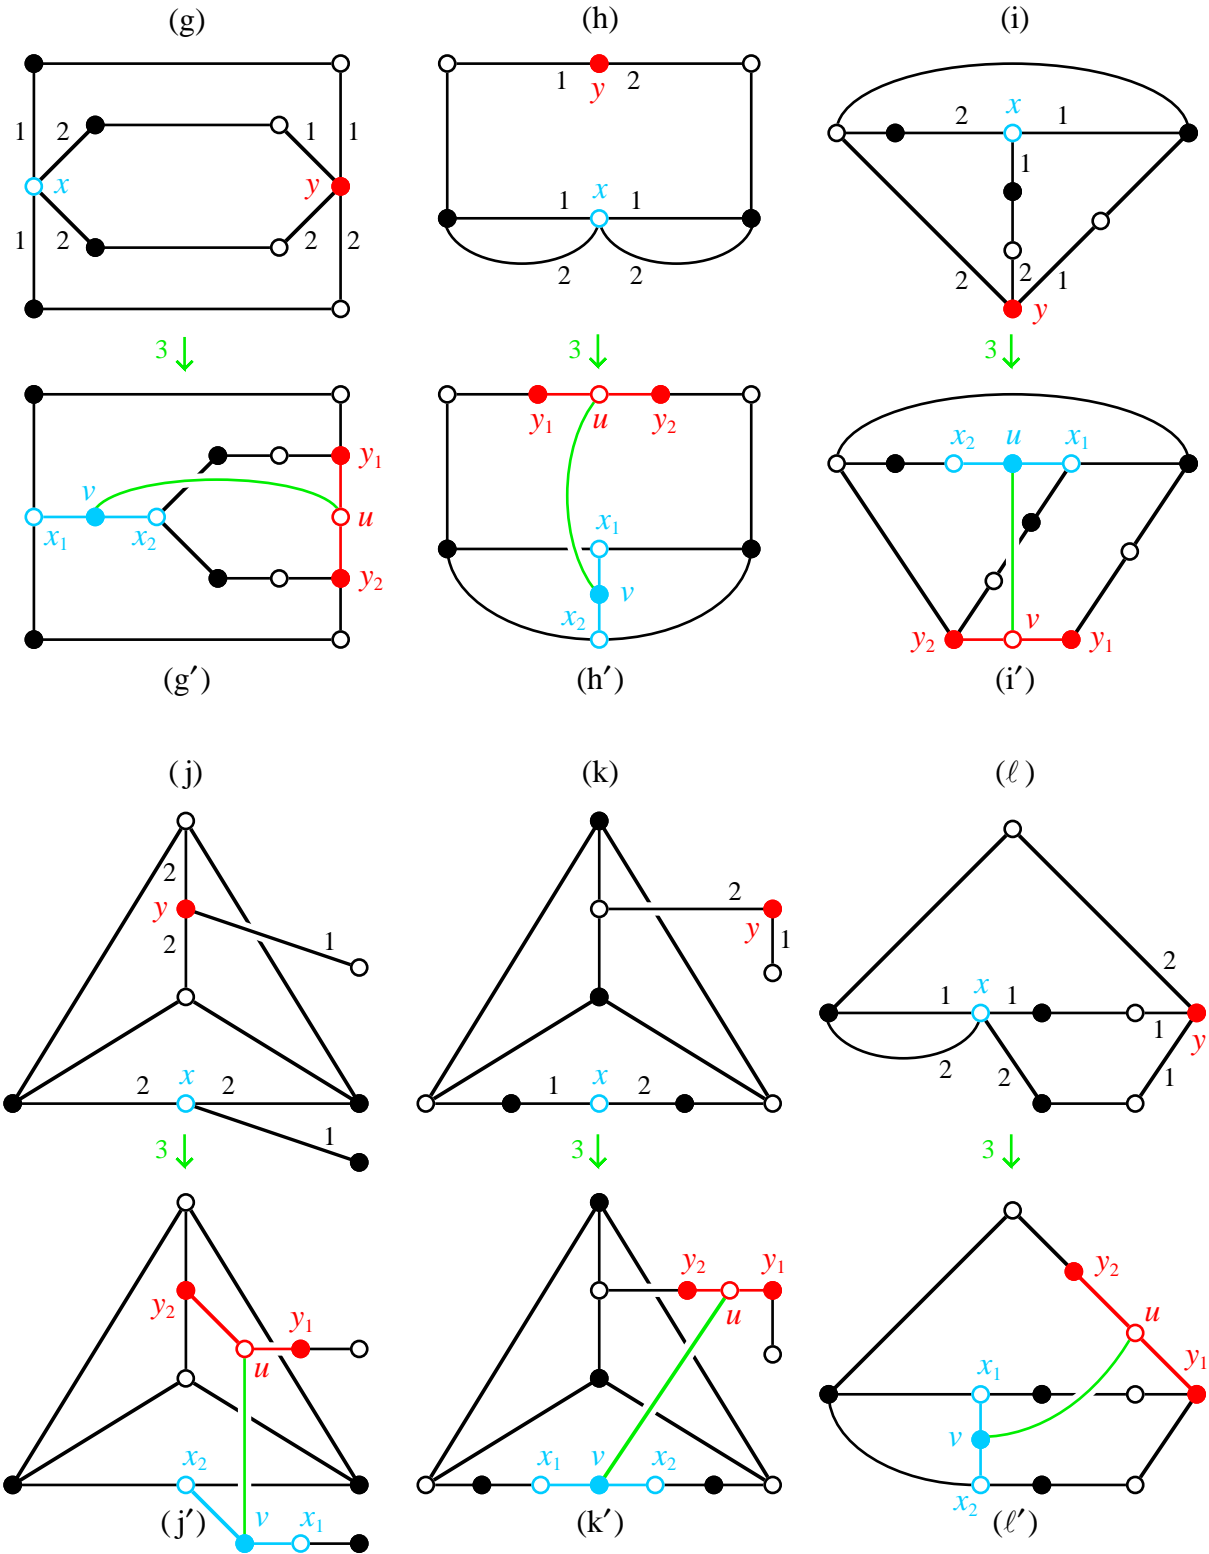 (g) (h) (i)
1 2 1 1
x y
1 2 2 2
1 y 2
x
1 1
2 2
x
2 1
1
2 2 1
y
3 3 3
v y₁
x₁ x₂ u
y₂
y₁ u y₂
x₁
v
x₂
x₂ u x₁
y₂ v y₁
(g′) (h′) (i′)
(j) (k) (ℓ)
2
y
2 1
x
2 2
1
2
y 1
x
1 2
2
x
1 1 1 y
2 2 1
3 3 3
y₂ y₁
u
x₂
v x₁
y₂ y₁
u
x₁ v x₂
y₂
u
x₁ y₁
v
x₂
(j′) (k′) (ℓ′)